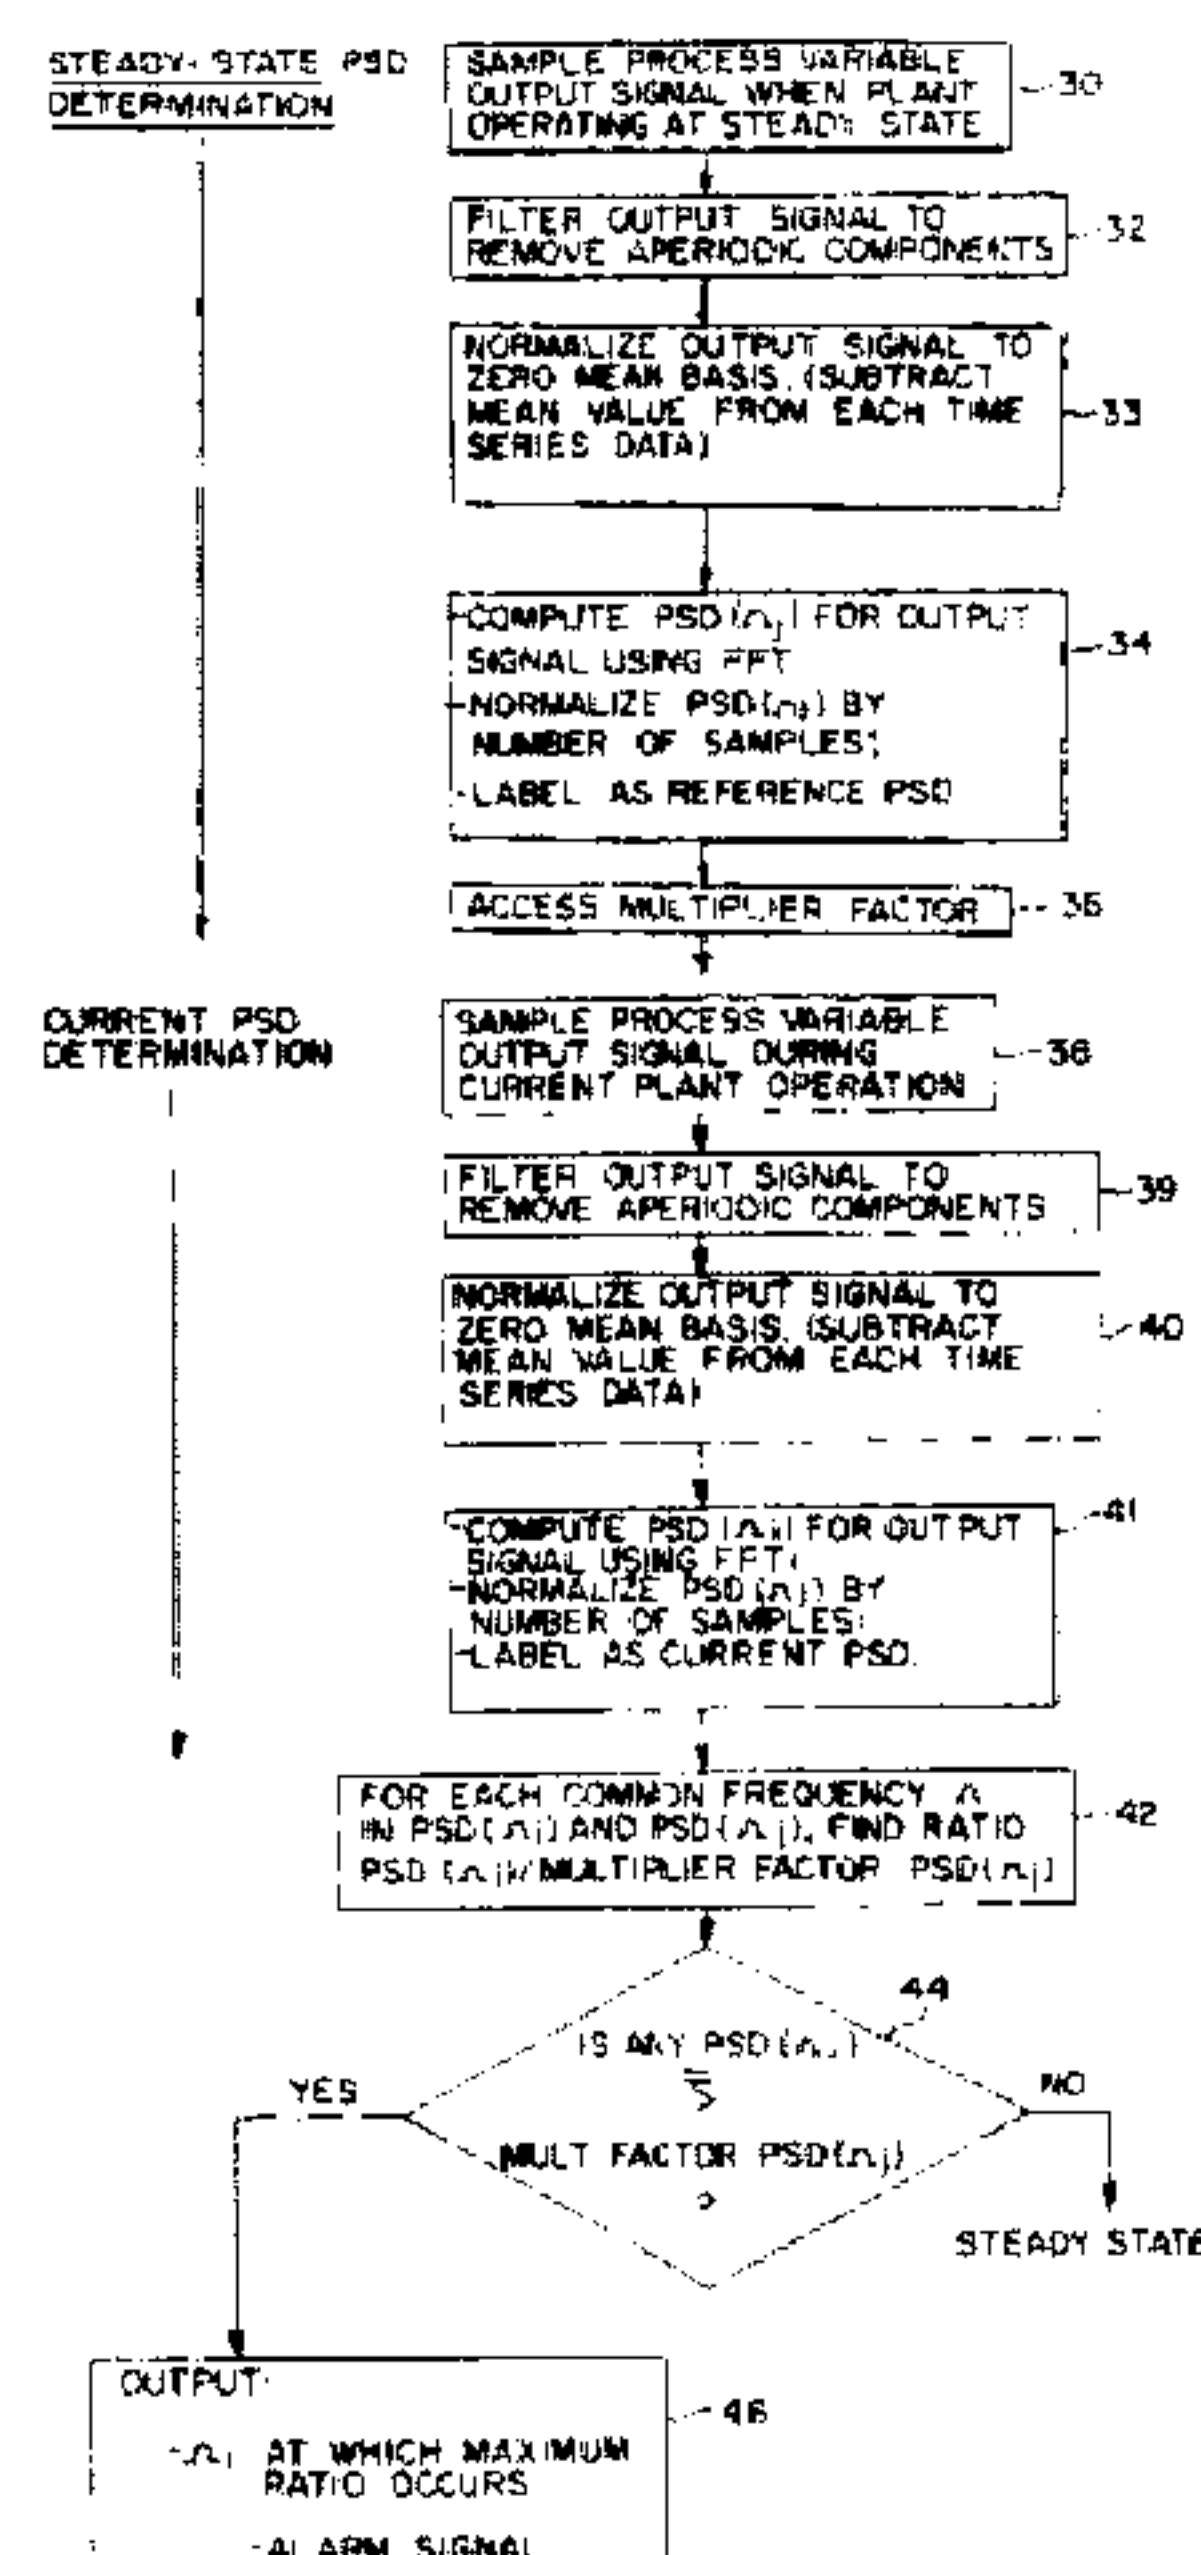 STEADY-STATE PSD
DETERMINATION
SAMPLE PROCESS VARIABLE
OUTPUT SIGNAL WHEN PLANT
OPERATING AT STEADY STATE
30
FILTER OUTPUT SIGNAL TO
REMOVE APERIODIC COMPONENTS
32
NORMALIZE OUTPUT SIGNAL TO
ZERO MEAN BASIS. (SUBTRACT
MEAN VALUE FROM EACH TIME
SERIES DATA)
33
-COMPUTE PSD FOR OUTPUT
SIGNAL USING FFT
-NORMALIZE PSD BY
NUMBER OF SAMPLES;
-LABEL AS REFERENCE PSD
34
ACCESS MULTIPLIER FACTOR
CURRENT PSD
DETERMINATION
SAMPLE PROCESS VARIABLE
OUTPUT SIGNAL DURING
CURRENT PLANT OPERATION
FILTER OUTPUT SIGNAL TO
REMOVE APERIODIC COMPONENTS
39
NORMALIZE OUTPUT SIGNAL TO
ZERO MEAN BASIS. (SUBTRACT
MEAN VALUE FROM EACH TIME
SERIES DATA)
40
-COMPUTE PSD FOR OUTPUT
SIGNAL USING FFT;
-NORMALIZE PSD BY
NUMBER OF SAMPLES;
-LABEL AS CURRENT PSD.
41
FOR EACH COMMON FREQUENCY
IN PSD AND PSD, FIND RATIO
PSD / MULTIPLIER FACTOR PSD
42
44
IS ANY PSD
≥
MULT FACTOR PSD
?
YES
NO
STEADY STATE
OUTPUT:
46
AT WHICH MAXIMUM
RATIO OCCURS
-ALARM SIGNAL